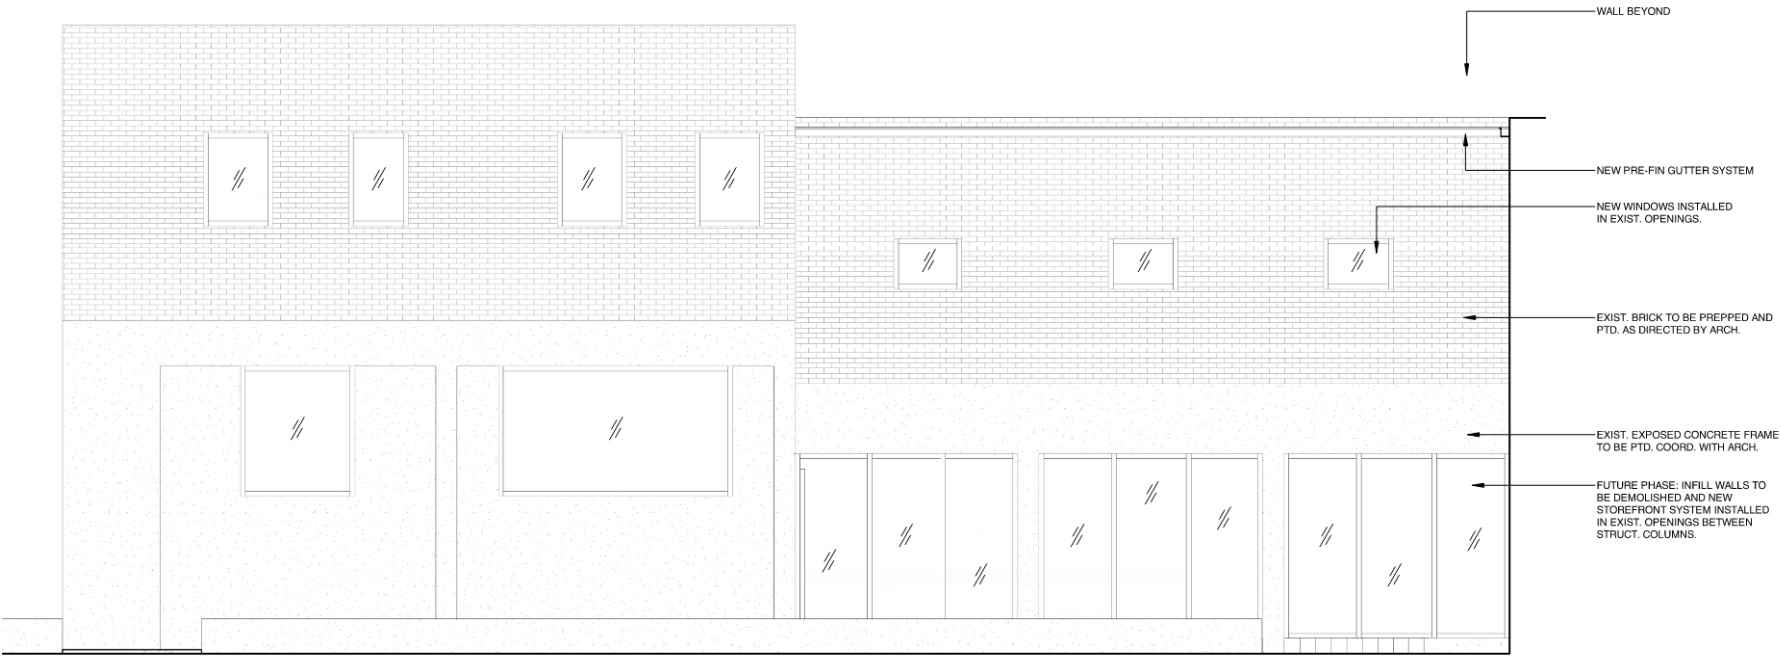 WALL BEYOND
NEW PRE-FIN GUTTER SYSTEM
NEW WINDOWS INSTALLED
IN EXIST. OPENINGS.
EXIST. BRICK TO BE PREPPED AND
PTD. AS DIRECTED BY ARCH.
EXIST. EXPOSED CONCRETE FRAME
TO BE PTD. COORD. WITH ARCH.
FUTURE PHASE: INFILL WALLS TO
BE DEMOLISHED AND NEW
STOREFRONT SYSTEM INSTALLED
IN EXIST. OPENINGS BETWEEN
STRUCT. COLUMNS.